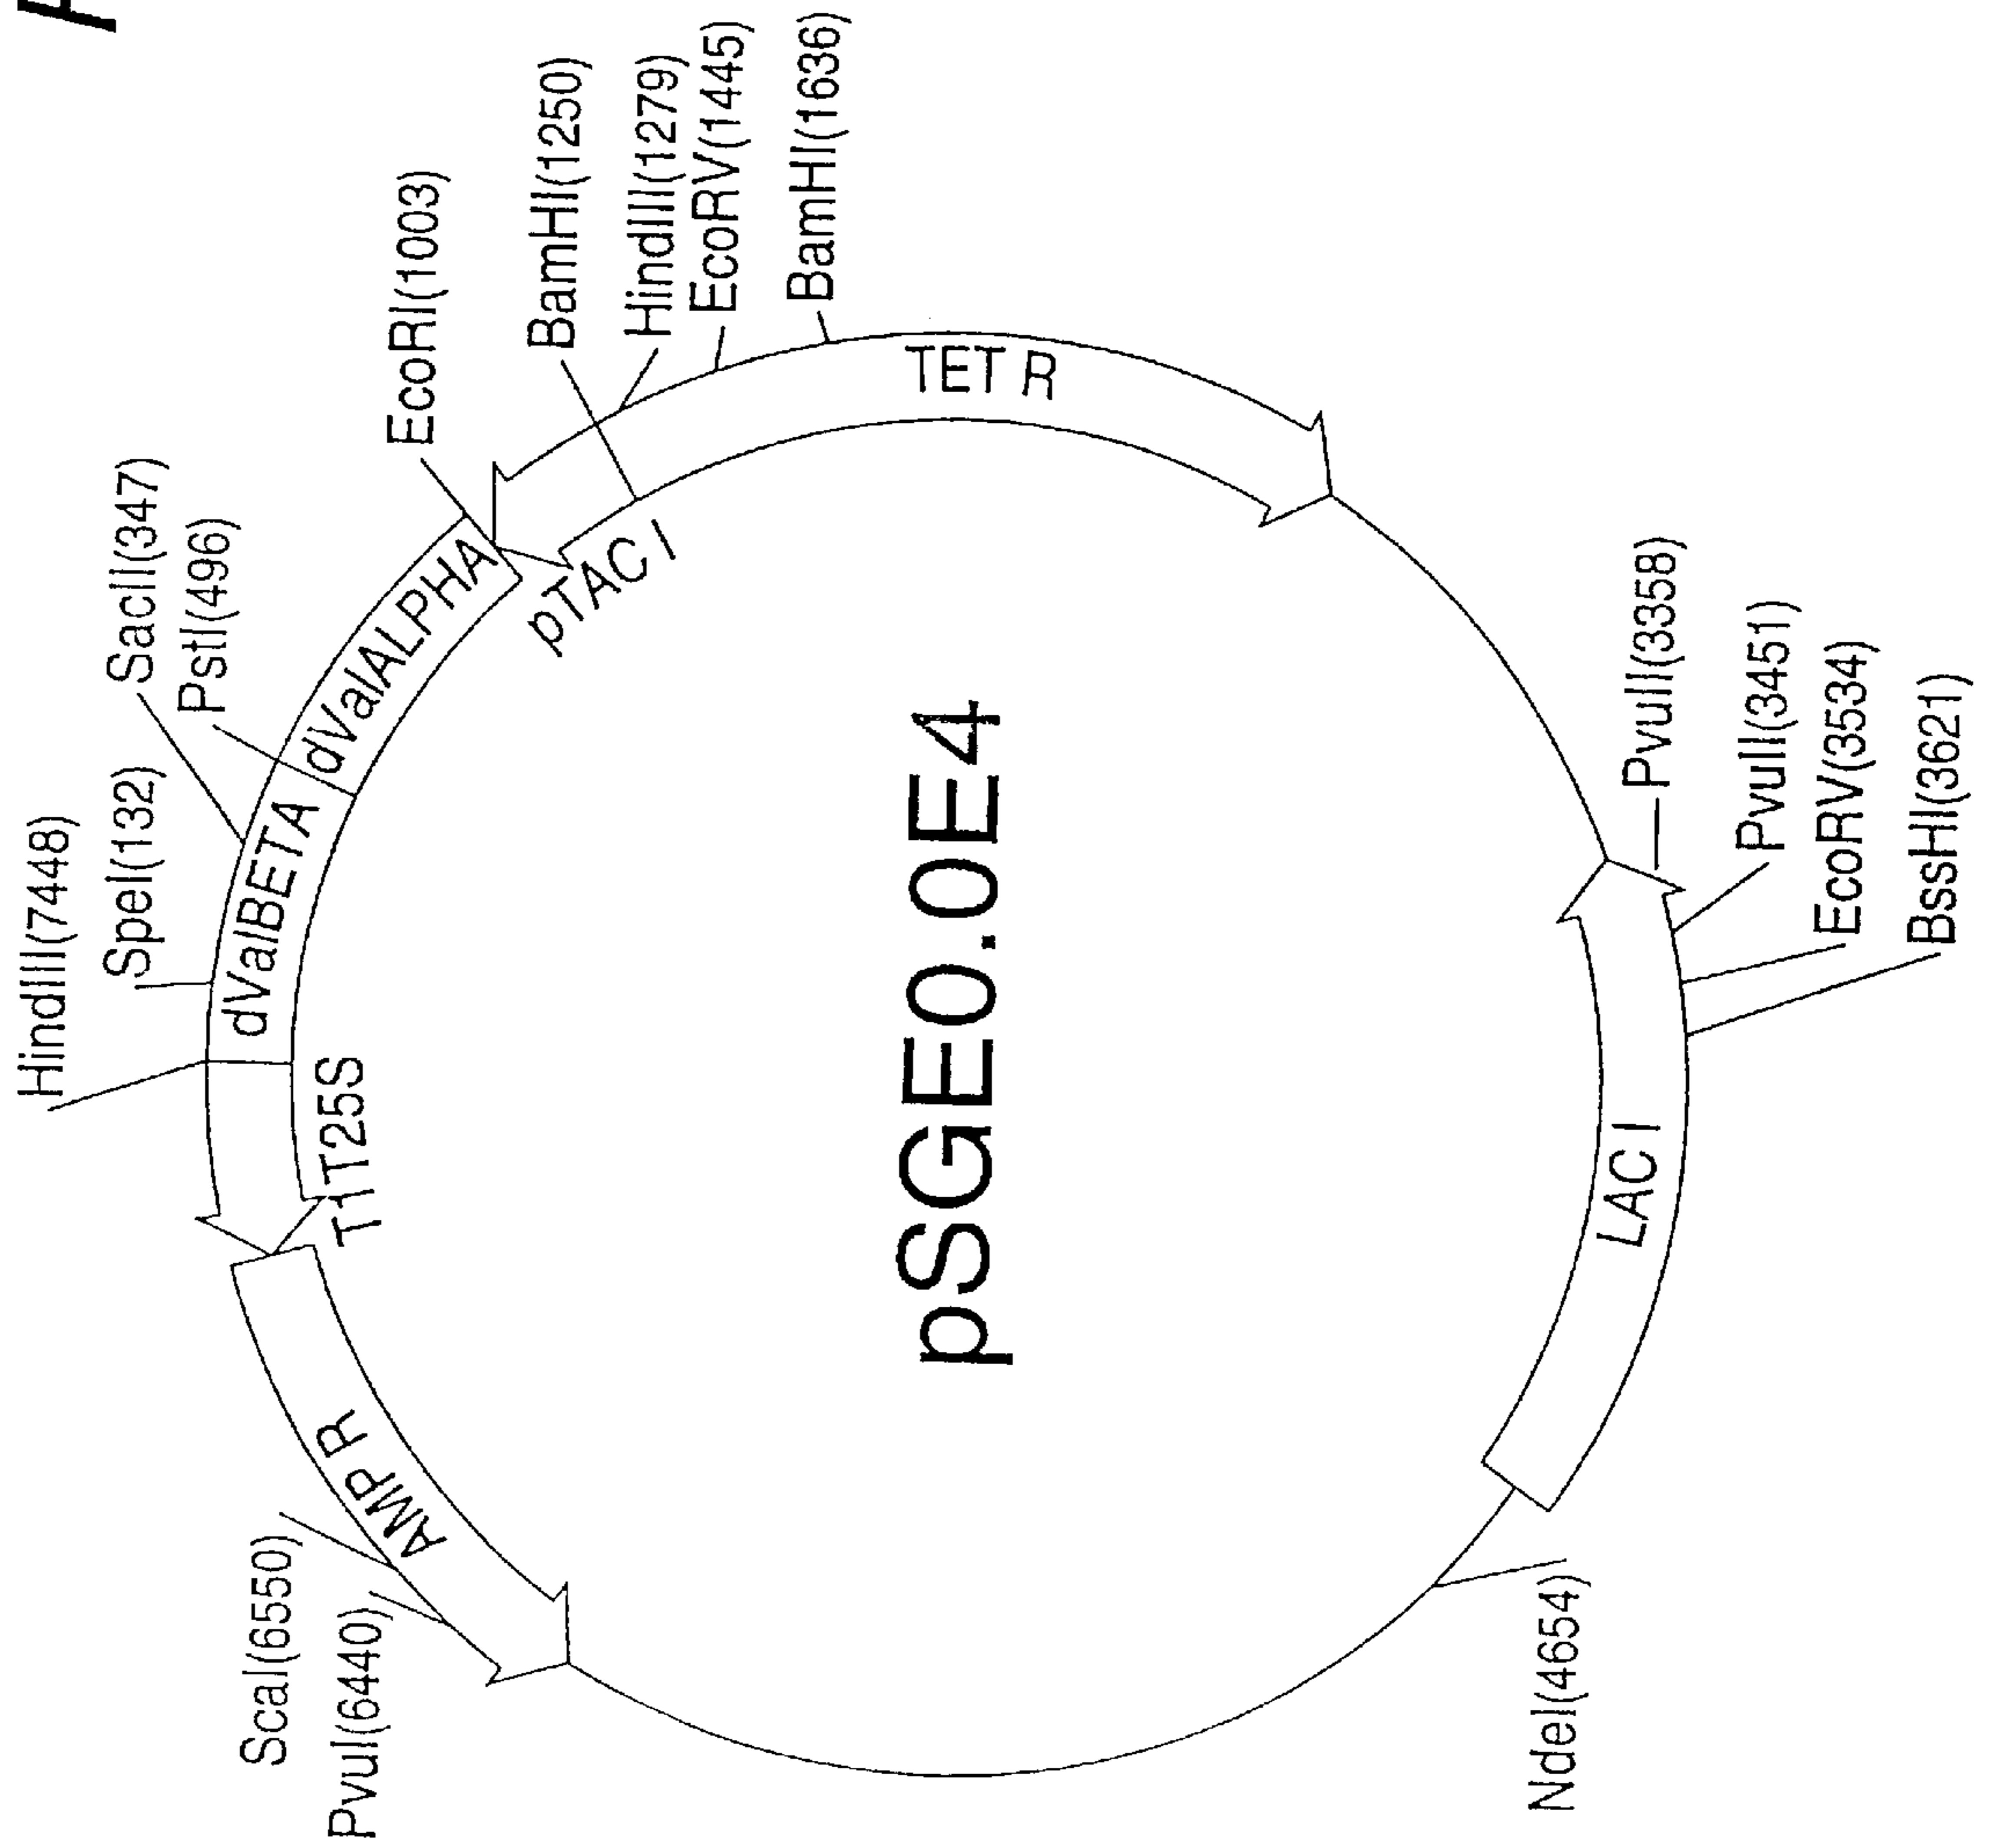 HindIII(7448)
SpeI(132)
SacII(347)
PstI(496)
EcoRI(1003)
BamHI(1250)
HindIII(1279)
EcoRV(1445)
BamHI(1636)
dValBETA
dValALPHA
pTAC I
TET R
T1T25S
AMP R
ScaI(6550)
PvuI(6440)
pSGE0.0E4
LAC I
PvuII(3358)
PvuII(3451)
EcoRV(3534)
BssHI(3621)
NdeI(4654)